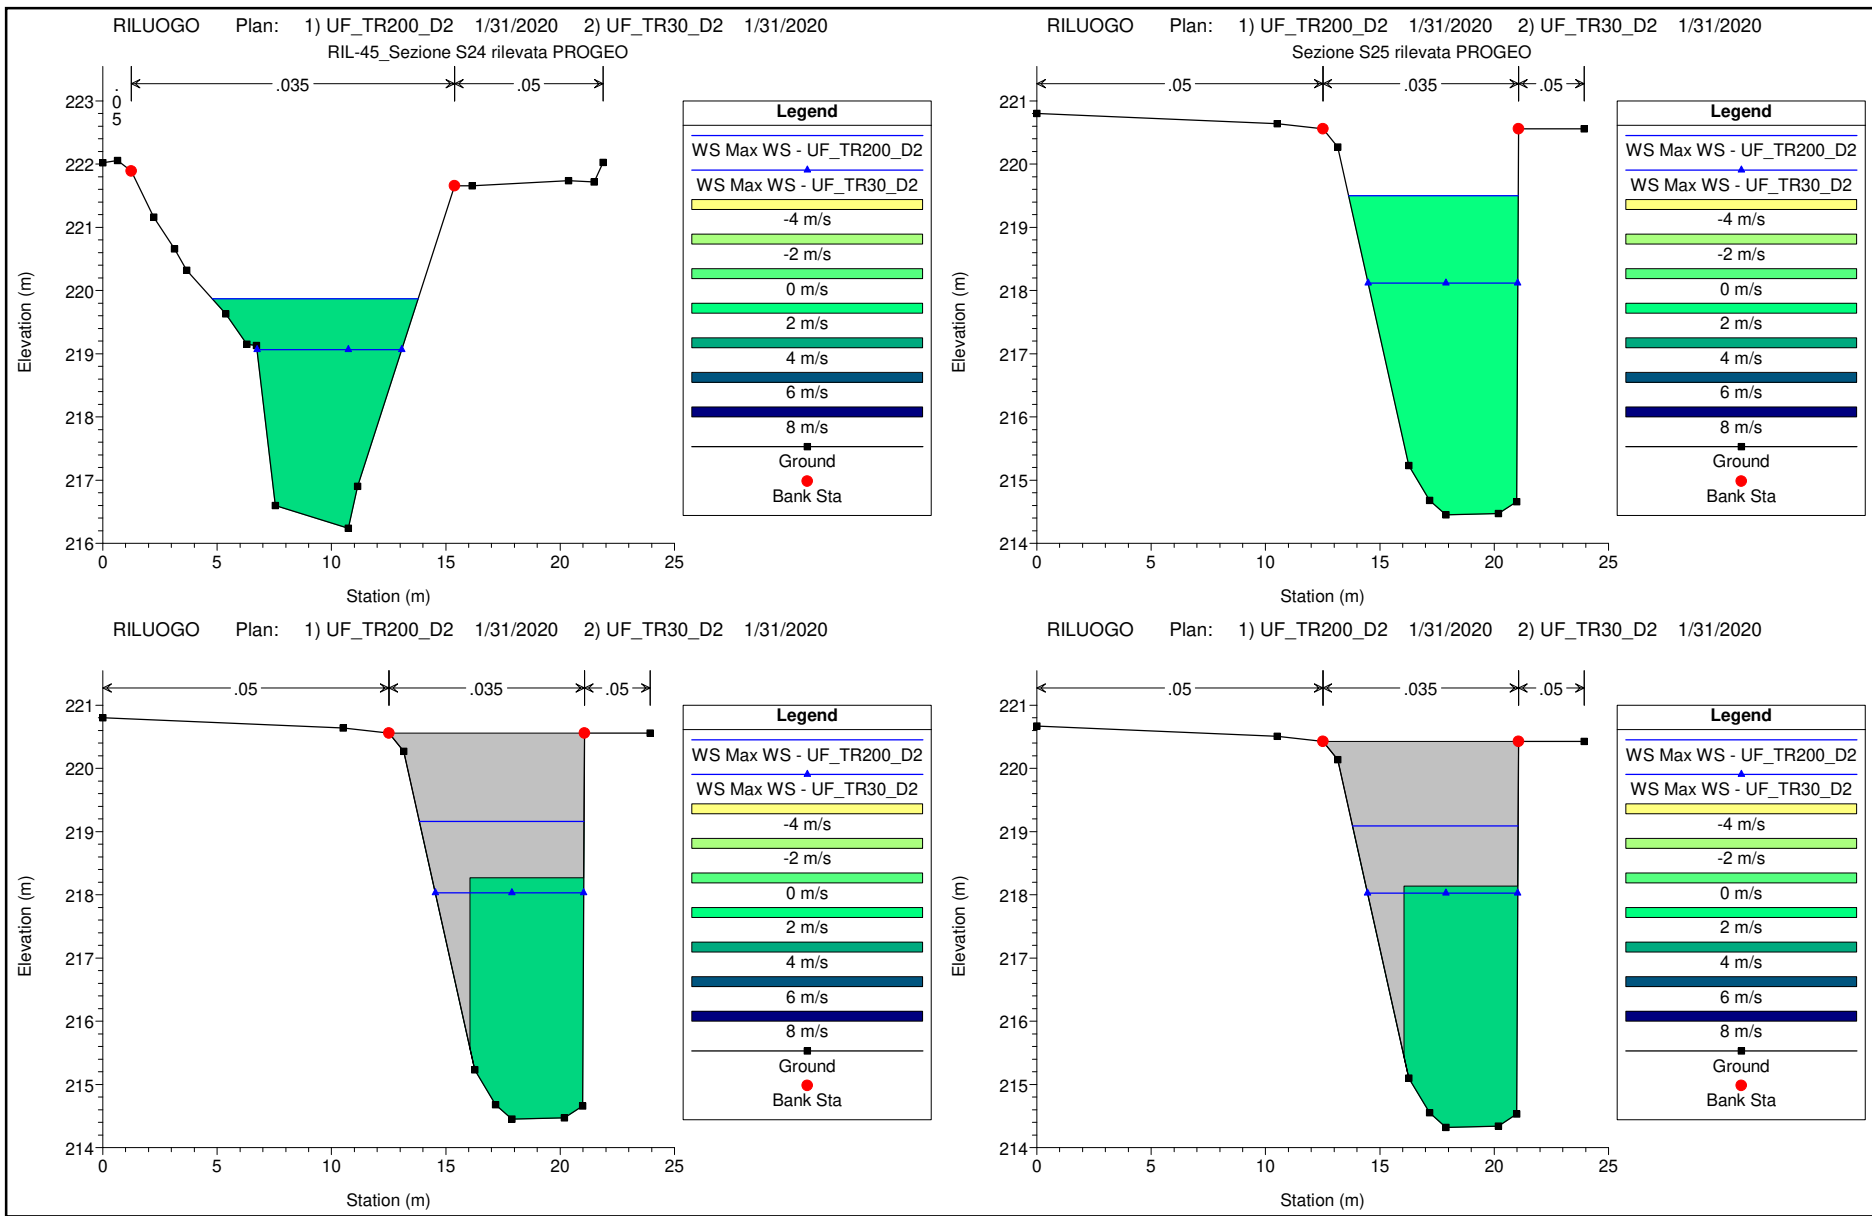 RILUOGO Plan: 1) UF_TR200_D2 1/31/2020 2) UF_TR30_D2 1/31/2020
RIL-45_Sezione S24 rilevata PROGEO
.05
.035
.05
223
222
221
220
219
218
217
216
Elevation (m)
0 5 10 15 20 25
Station (m)
Legend
WS Max WS - UF_TR200_D2
WS Max WS - UF_TR30_D2
-4 m/s
-2 m/s
0 m/s
2 m/s
4 m/s
6 m/s
8 m/s
Ground
Bank Sta
RILUOGO Plan: 1) UF_TR200_D2 1/31/2020 2) UF_TR30_D2 1/31/2020
Sezione S25 rilevata PROGEO
.05 .035 .05
221
220
219
218
217
216
215
214
Elevation (m)
0 5 10 15 20 25
Station (m)
Legend
WS Max WS - UF_TR200_D2
WS Max WS - UF_TR30_D2
-4 m/s
-2 m/s
0 m/s
2 m/s
4 m/s
6 m/s
8 m/s
Ground
Bank Sta
RILUOGO Plan: 1) UF_TR200_D2 1/31/2020 2) UF_TR30_D2 1/31/2020
.05 .035 .05
221
220
219
218
217
216
215
214
Elevation (m)
0 5 10 15 20 25
Station (m)
Legend
WS Max WS - UF_TR200_D2
WS Max WS - UF_TR30_D2
-4 m/s
-2 m/s
0 m/s
2 m/s
4 m/s
6 m/s
8 m/s
Ground
Bank Sta
RILUOGO Plan: 1) UF_TR200_D2 1/31/2020 2) UF_TR30_D2 1/31/2020
.05 .035 .05
221
220
219
218
217
216
215
214
Elevation (m)
0 5 10 15 20 25
Station (m)
Legend
WS Max WS - UF_TR200_D2
WS Max WS - UF_TR30_D2
-4 m/s
-2 m/s
0 m/s
2 m/s
4 m/s
6 m/s
8 m/s
Ground
Bank Sta